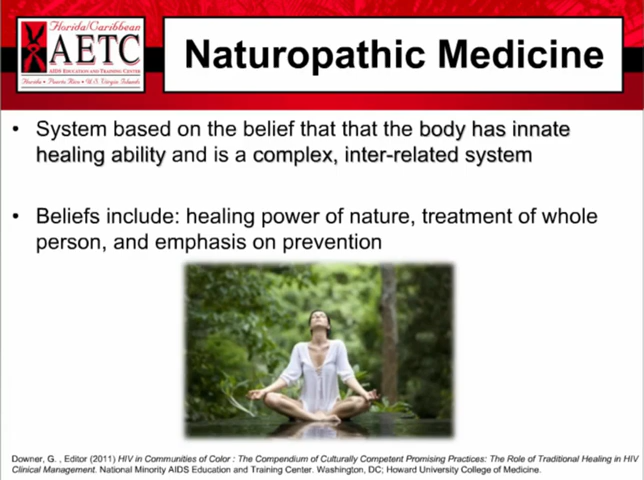 Florida/Caribbean
AETC
AIDS EDUCATION AND TRAINING CENTER
Florida • Puerto Rico • U.S. Virgin Islands
Naturopathic Medicine
• System based on the belief that that the body has innate
healing ability and is a complex, inter-related system
• Beliefs include: healing power of nature, treatment of whole
person, and emphasis on prevention
Downer, G. , Editor (2011) HIV in Communities of Color : The Compendium of Culturally Competent Promising Practices: The Role of Traditional Healing in HIV
Clinical Management. National Minority AIDS Education and Training Center. Washington, DC; Howard University College of Medicine.